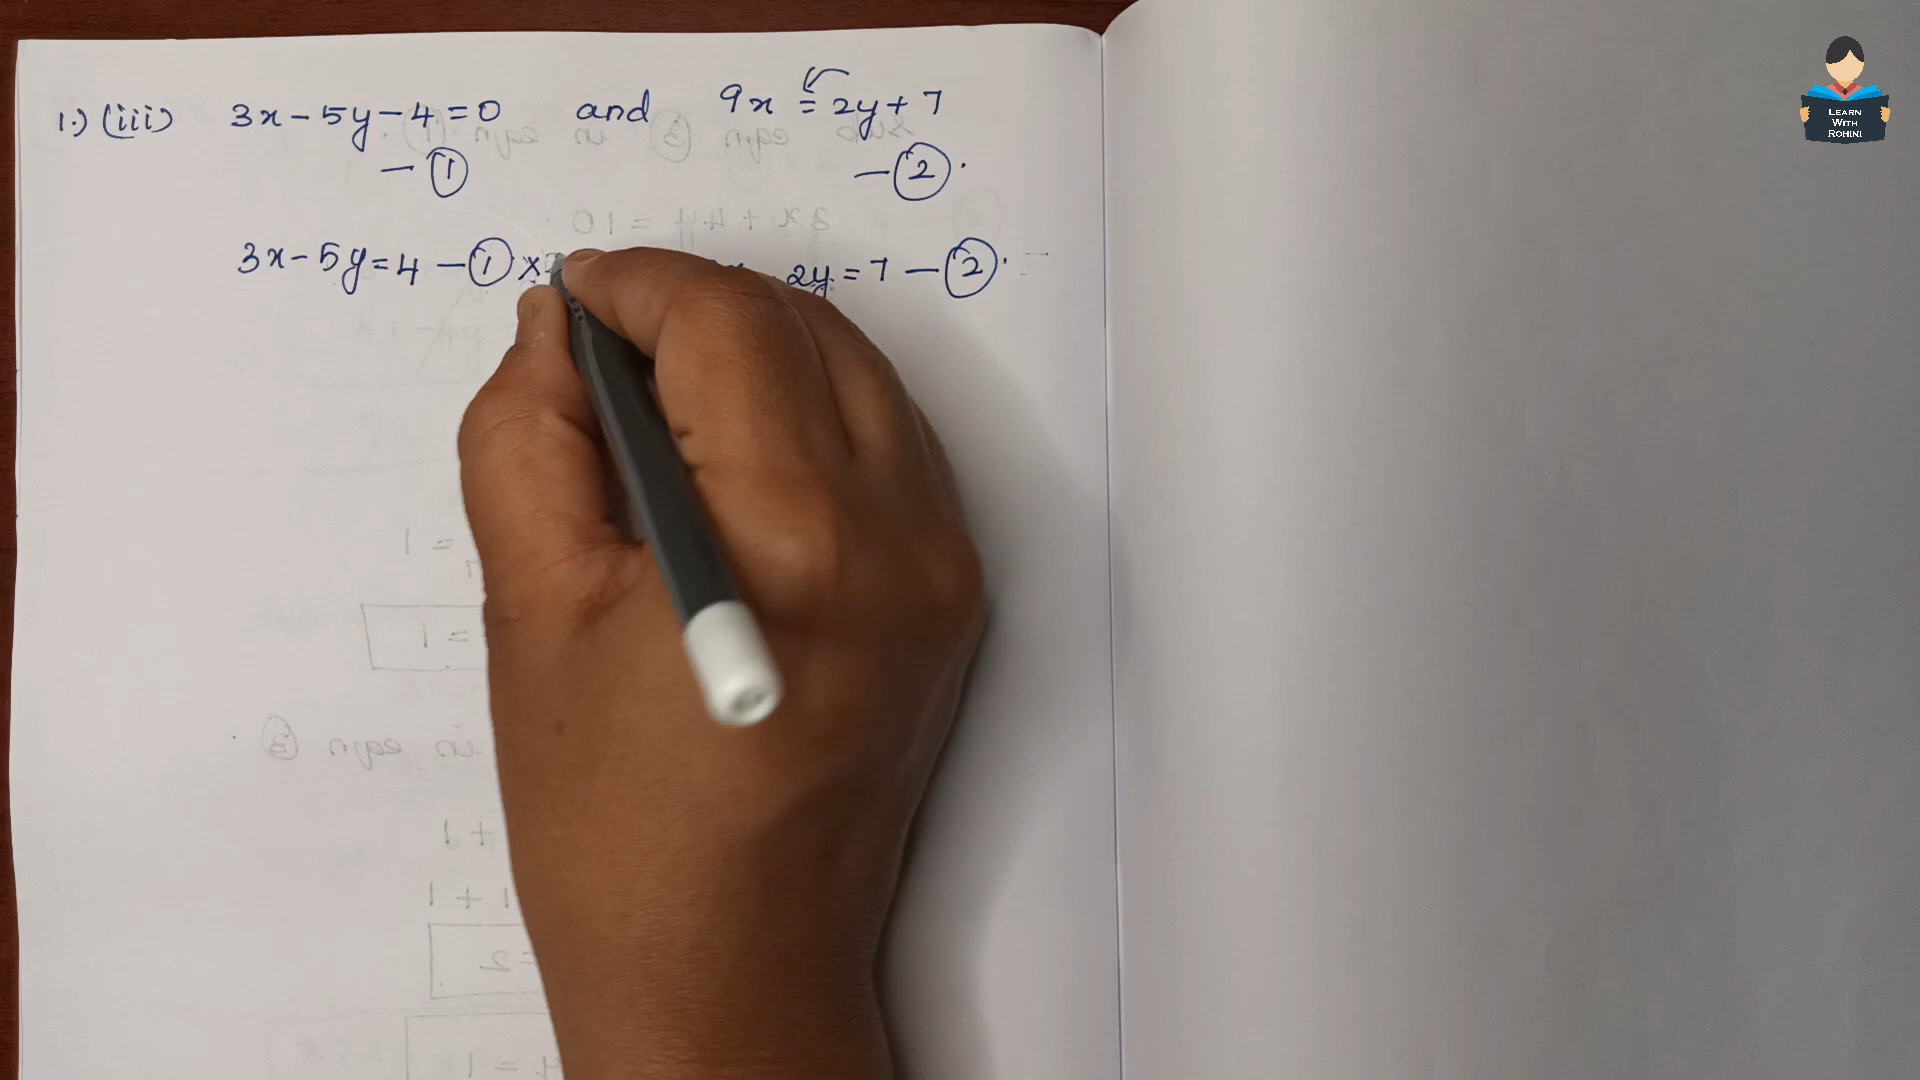 1.) (iii) 3x - 5y - 4 = 0 and 9x = 2y + 7
— ① — ②.
3x - 5y = 4 — ① × 2y = 7 — ②.
LEARN
WITH
ROHINI